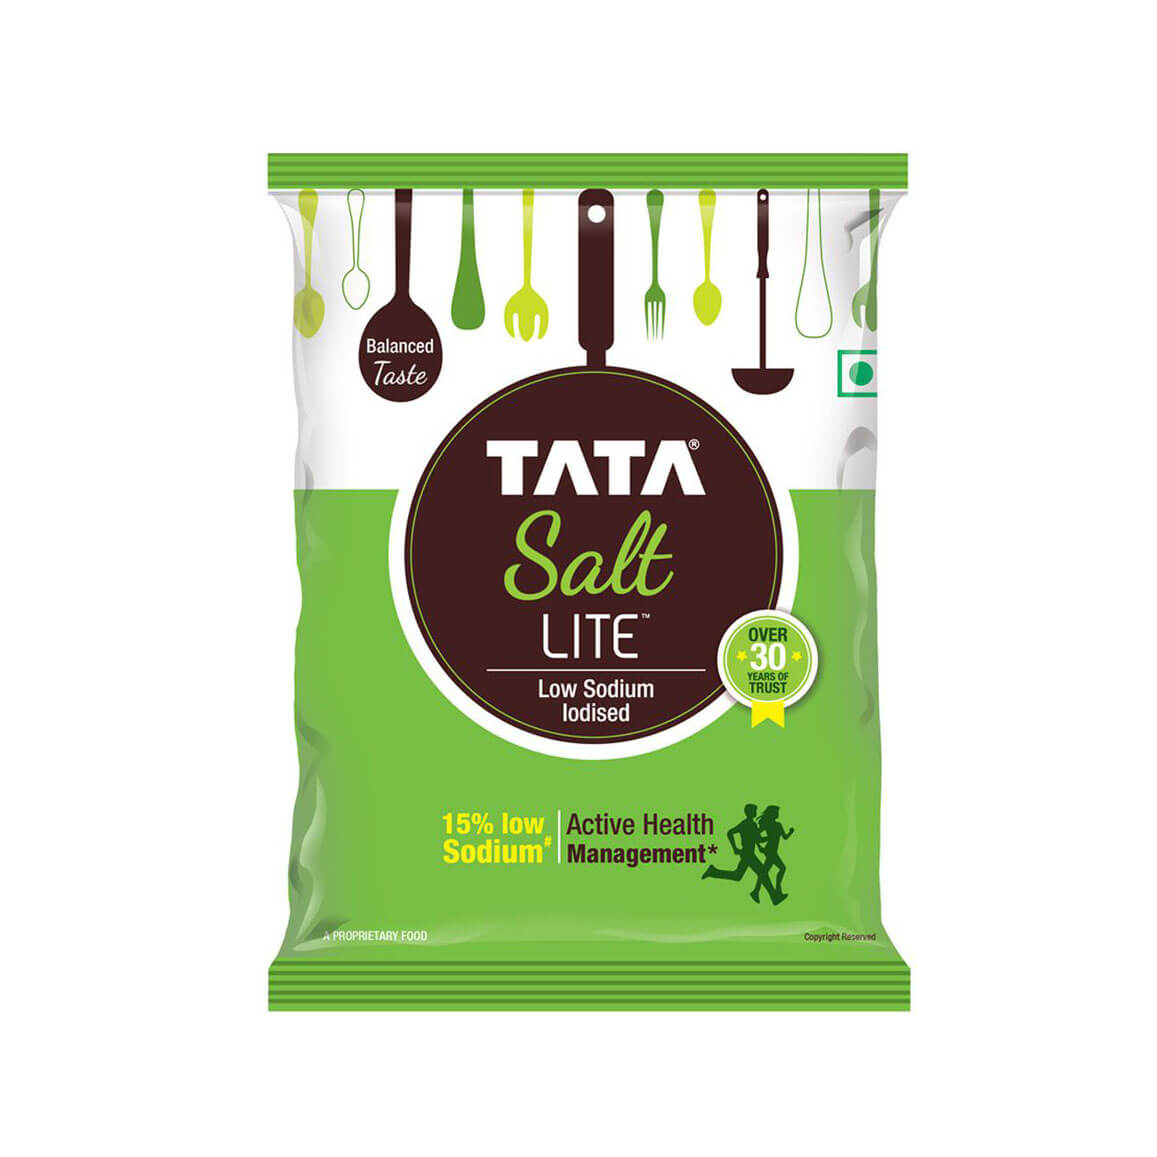 Balanced
Taste
TATA®
Salt
LITE™
Low Sodium
Iodised
OVER
30
YEARS OF
TRUST
15% low
Sodium#
Active Health
Management*
A PROPRIETARY FOOD
Copyright Reserved